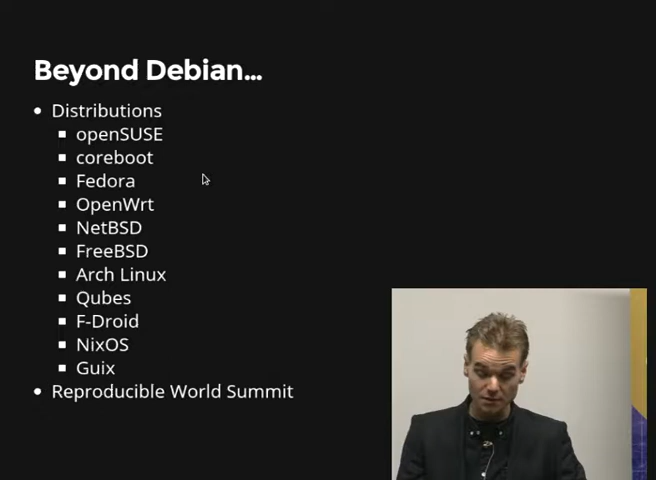 Beyond Debian...
Distributions
openSUSE
coreboot
Fedora
OpenWrt
NetBSD
FreeBSD
Arch Linux
Qubes
F-Droid
NixOS
Guix
Reproducible World Summit